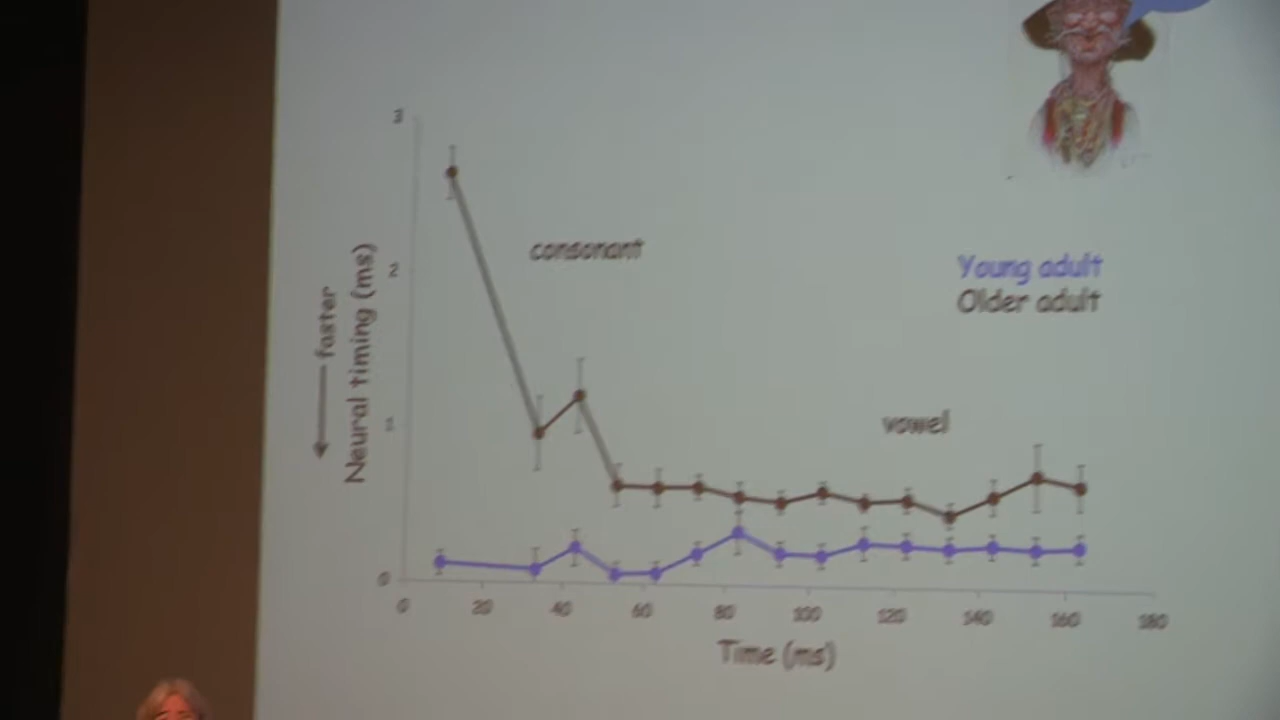 3
consonant
2
Young adult
Older adult
faster
Neural timing (ms)
1
vowel
0
0 20 40 60 80 100 120 140 160 180
Time (ms)